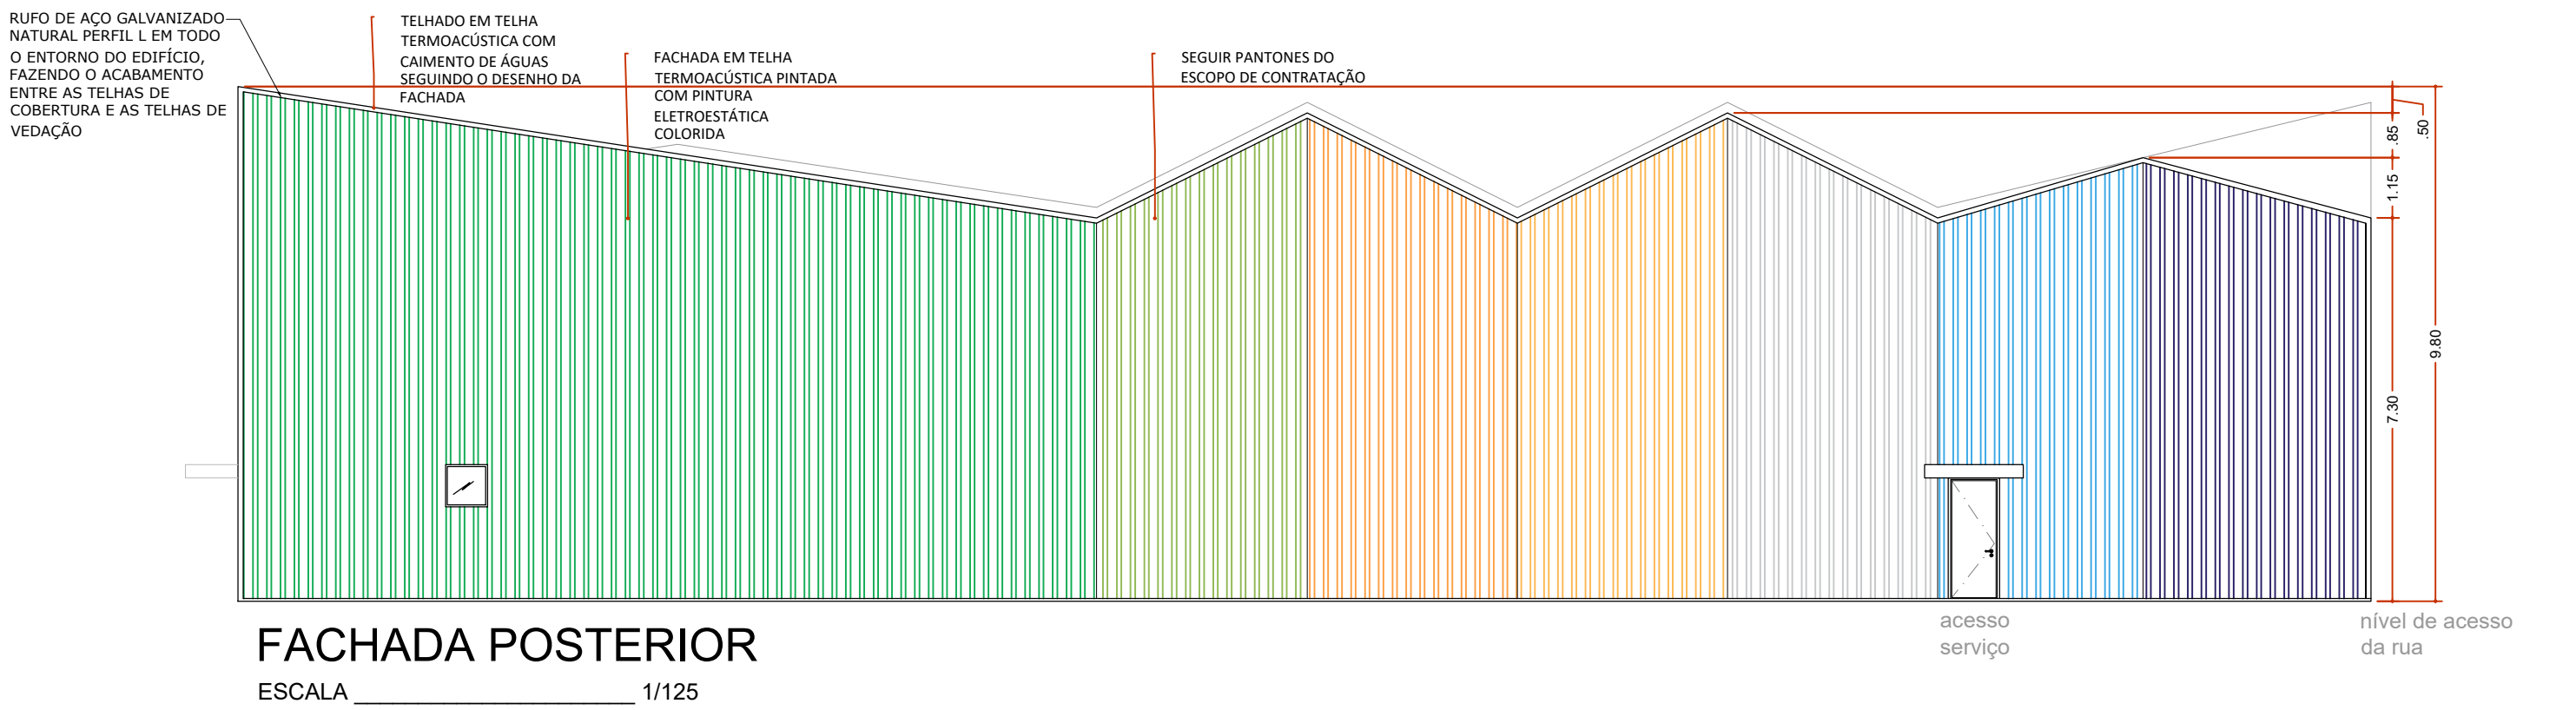 RUFO DE AÇO GALVANIZADO
NATURAL PERFIL L EM TODO
O ENTORNO DO EDIFÍCIO,
FAZENDO O ACABAMENTO
ENTRE AS TELHAS DE
COBERTURA E AS TELHAS DE
VEDAÇÃO
TELHADO EM TELHA
TERMOACÚSTICA COM
CAIMENTO DE ÁGUAS
SEGUINDO O DESENHO DA
FACHADA
FACHADA EM TELHA
TERMOACÚSTICA PINTADA
COM PINTURA
ELETROESTÁTICA
COLORIDA
SEGUIR PANTONES DO
ESCOPO DE CONTRATAÇÃO
.85
.50
1.15
9.80
7.30
acesso
serviço
nível de acesso
da rua
FACHADA POSTERIOR
ESCALA ______________________ 1/125